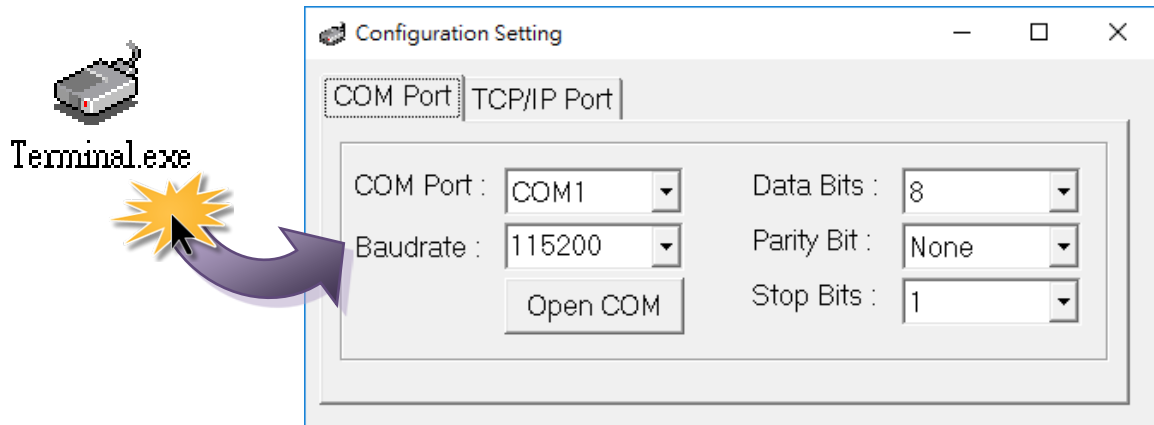 Terminal.exe
Configuration Setting
COM Port TCP/IP Port
COM Port : COM1 Data Bits : 8
Baudrate : 115200 Parity Bit : None
Open COM Stop Bits : 1